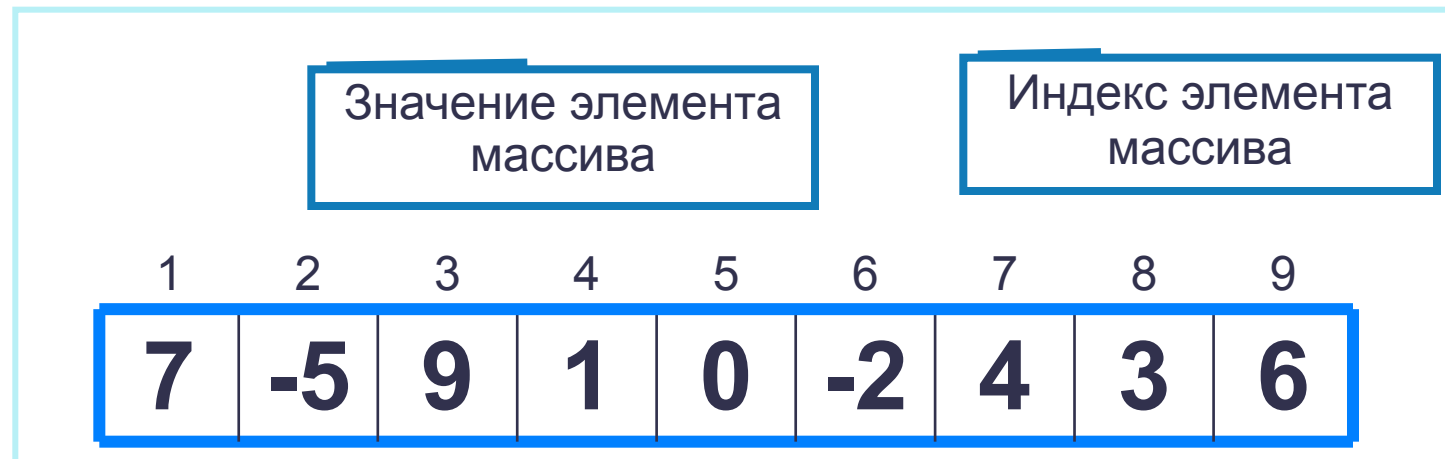 Значение элемента
массива
Индекс элемента
массива
1 2 3 4 5 6 7 8 9
7 -5 9 1 0 -2 4 3 6